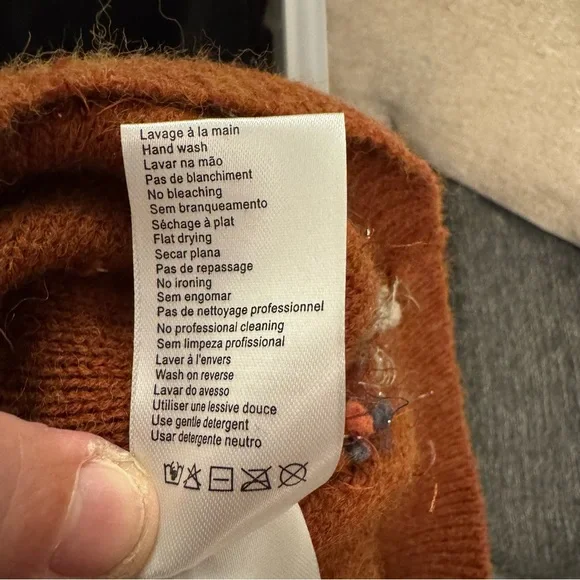 Lavage à la main
Hand wash
Lavar na mão
Pas de blanchiment
No bleaching
Sem branqueamento
Séchage à plat
Flat drying
Secar plana
Pas de repassage
No ironing
Sem engomar
Pas de nettoyage professionnel
No professional cleaning
Sem limpeza profissional
Laver à l'envers
Wash on reverse
Lavar do avesso
Utiliser une lessive douce
Use gentle detergent
Usar detergente neutro